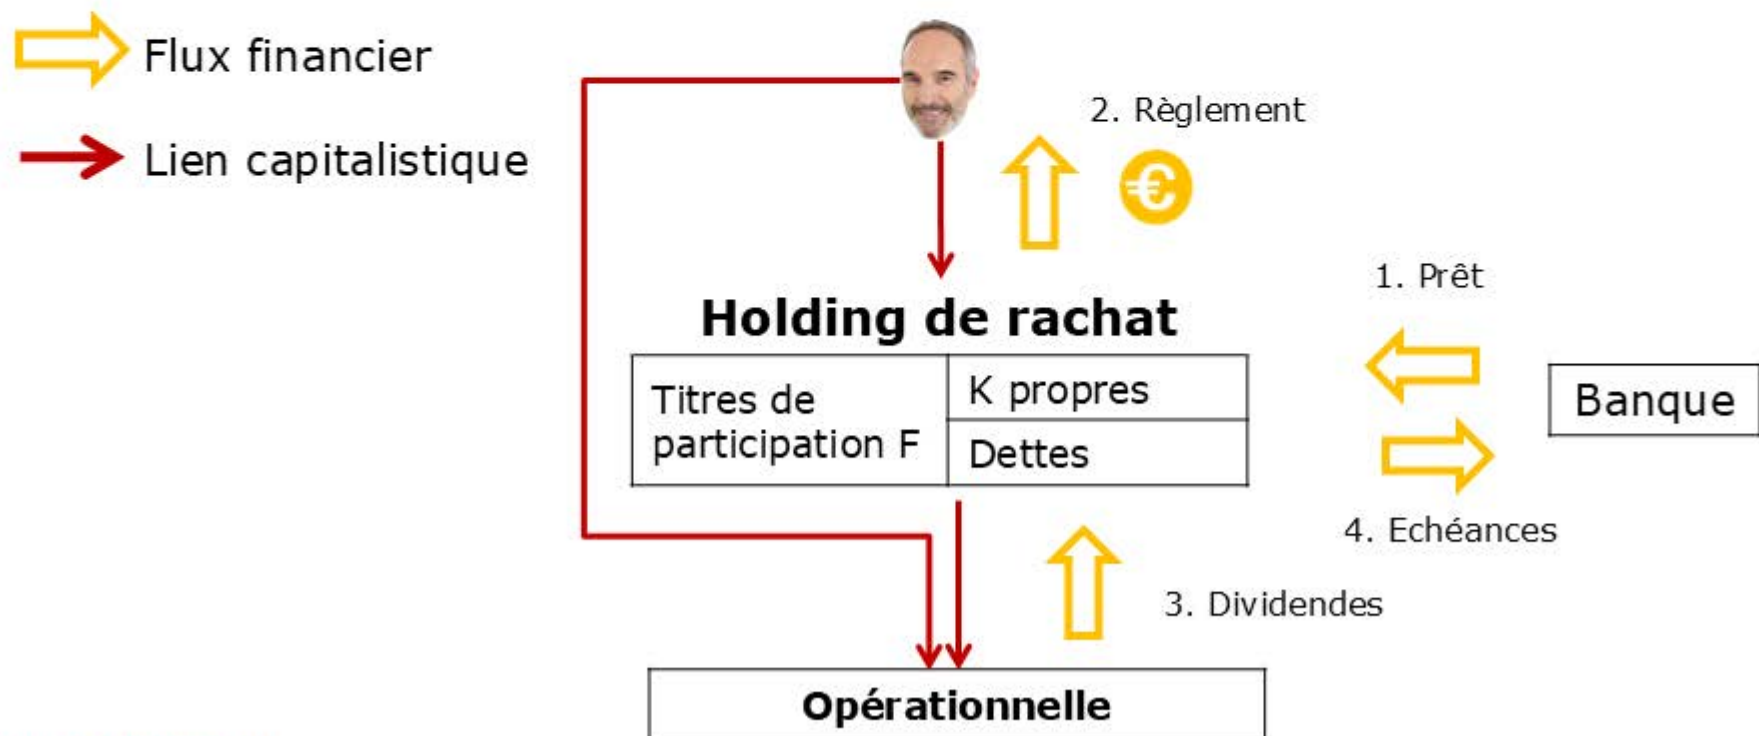 Flux financier
Lien capitalistique
2. Règlement
€
1. Prêt
Holding de rachat
Titres de
participation F
K propres
Dettes
Banque
4. Echéances
3. Dividendes
Opérationnelle